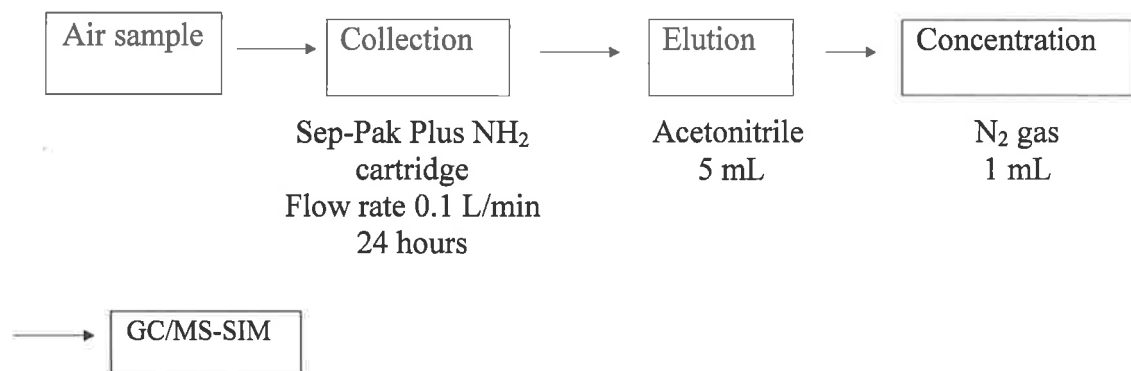 Air sample
Collection
Elution
Concentration
Sep-Pak Plus NH₂
cartridge
Flow rate 0.1 L/min
24 hours
Acetonitrile
5 mL
N₂ gas
1 mL
GC/MS-SIM